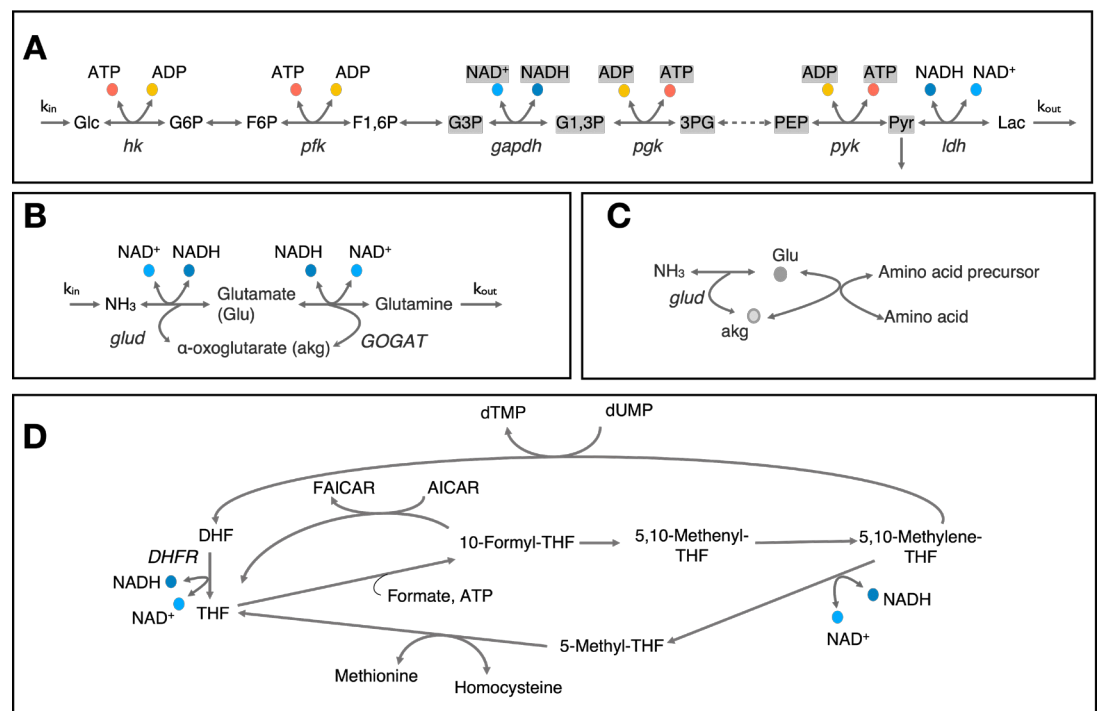 A
ATP ADP ATP ADP NAD⁺ NADH ADP ATP ADP ATP NADH NAD⁺
kin Glc G6P F6P F1,6P G3P G1,3P 3PG PEP Pyr Lac kout
hk pfk gapdh pgk pyk ldh
B
NAD⁺ NADH NADH NAD⁺
kin NH₃ Glutamate Glutamine kout
(Glu)
glud α-oxoglutarate (akg) GOGAT
C
Glu
NH₃ Amino acid precursor
glud
akg Amino acid
D
dTMP dUMP
FAICAR AICAR
DHF
10-Formyl-THF 5,10-Methenyl- 5,10-Methylene-
THF THF
DHFR
NADH
NAD⁺ THF
Formate, ATP
NADH
NAD⁺
5-Methyl-THF
Methionine
Homocysteine